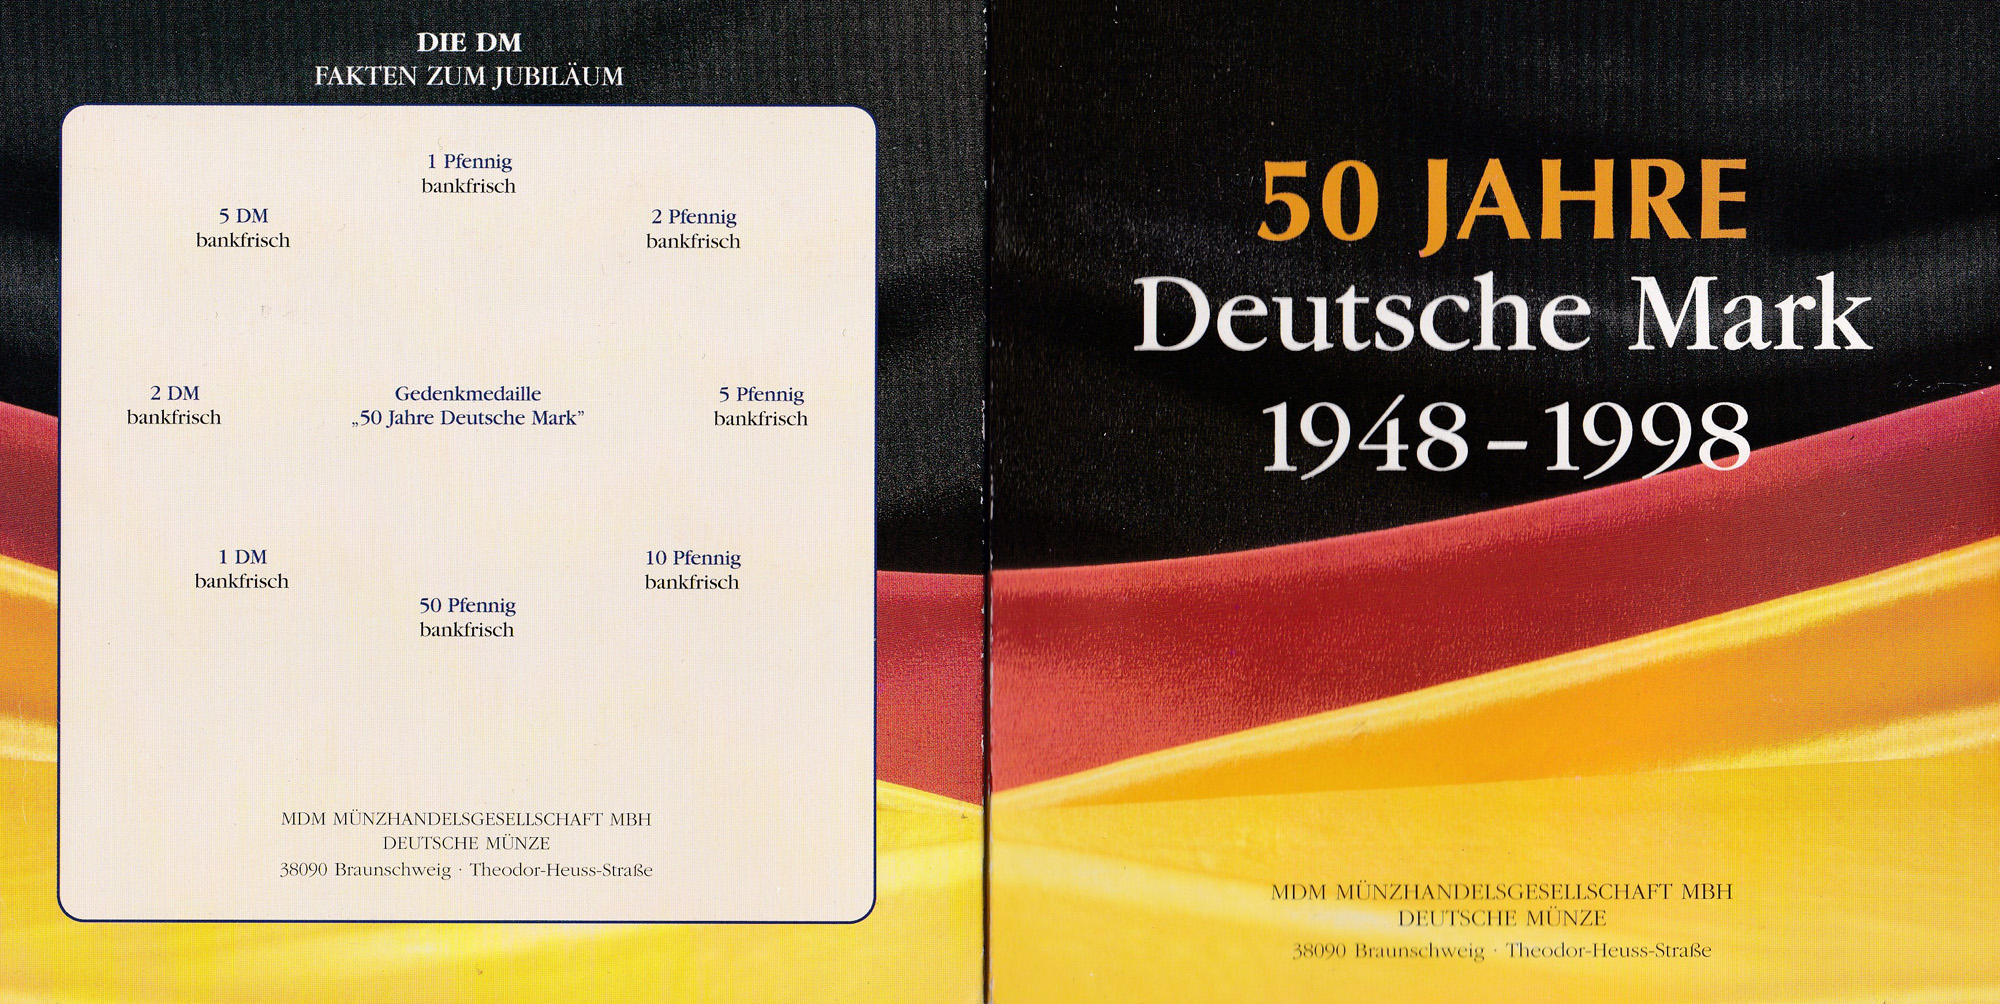 DIE DM
FAKTEN ZUM JUBILÄUM
1 Pfennig
bankfrisch
5 DM
bankfrisch
2 Pfennig
bankfrisch
2 DM
bankfrisch
Gedenkmedaille
„50 Jahre Deutsche Mark”
5 Pfennig
bankfrisch
1 DM
bankfrisch
10 Pfennig
bankfrisch
50 Pfennig
bankfrisch
MDM MÜNZHANDELSGESELLSCHAFT MBH
DEUTSCHE MÜNZE
38090 Braunschweig · Theodor-Heuss-Straße
50 JAHRE
Deutsche Mark
1948–1998
MDM MÜNZHANDELSGESELLSCHAFT MBH
DEUTSCHE MÜNZE
38090 Braunschweig · Theodor-Heuss-Straße